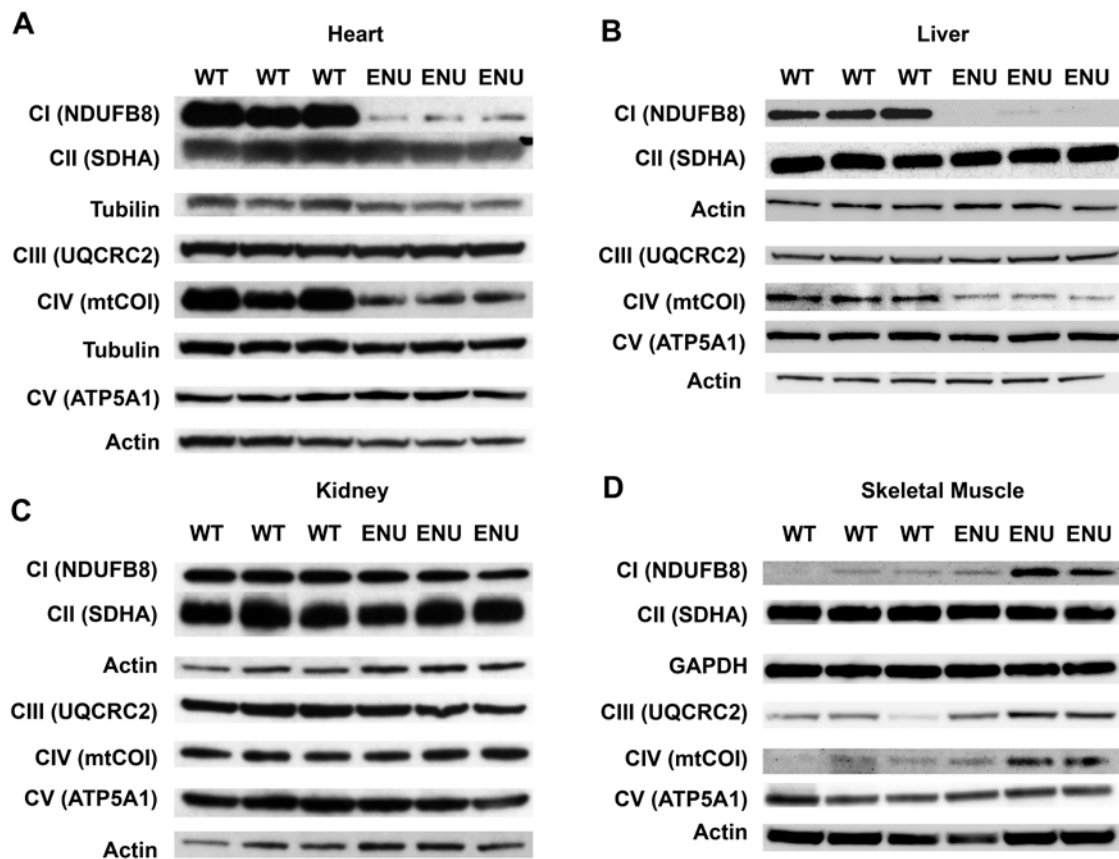 A
Heart
WT WT WT ENU ENU ENU
CI (NDUFB8)
CII (SDHA)
Tubilin
CIII (UQCRC2)
CIV (mtCOI)
Tubulin
CV (ATP5A1)
Actin
B
Liver
WT WT WT ENU ENU ENU
CI (NDUFB8)
CII (SDHA)
Actin
CIII (UQCRC2)
CIV (mtCOI)
CV (ATP5A1)
Actin
C
Kidney
WT WT WT ENU ENU ENU
CI (NDUFB8)
CII (SDHA)
Actin
CIII (UQCRC2)
CIV (mtCOI)
CV (ATP5A1)
Actin
D
Skeletal Muscle
WT WT WT ENU ENU ENU
CI (NDUFB8)
CII (SDHA)
GAPDH
CIII (UQCRC2)
CIV (mtCOI)
CV (ATP5A1)
Actin